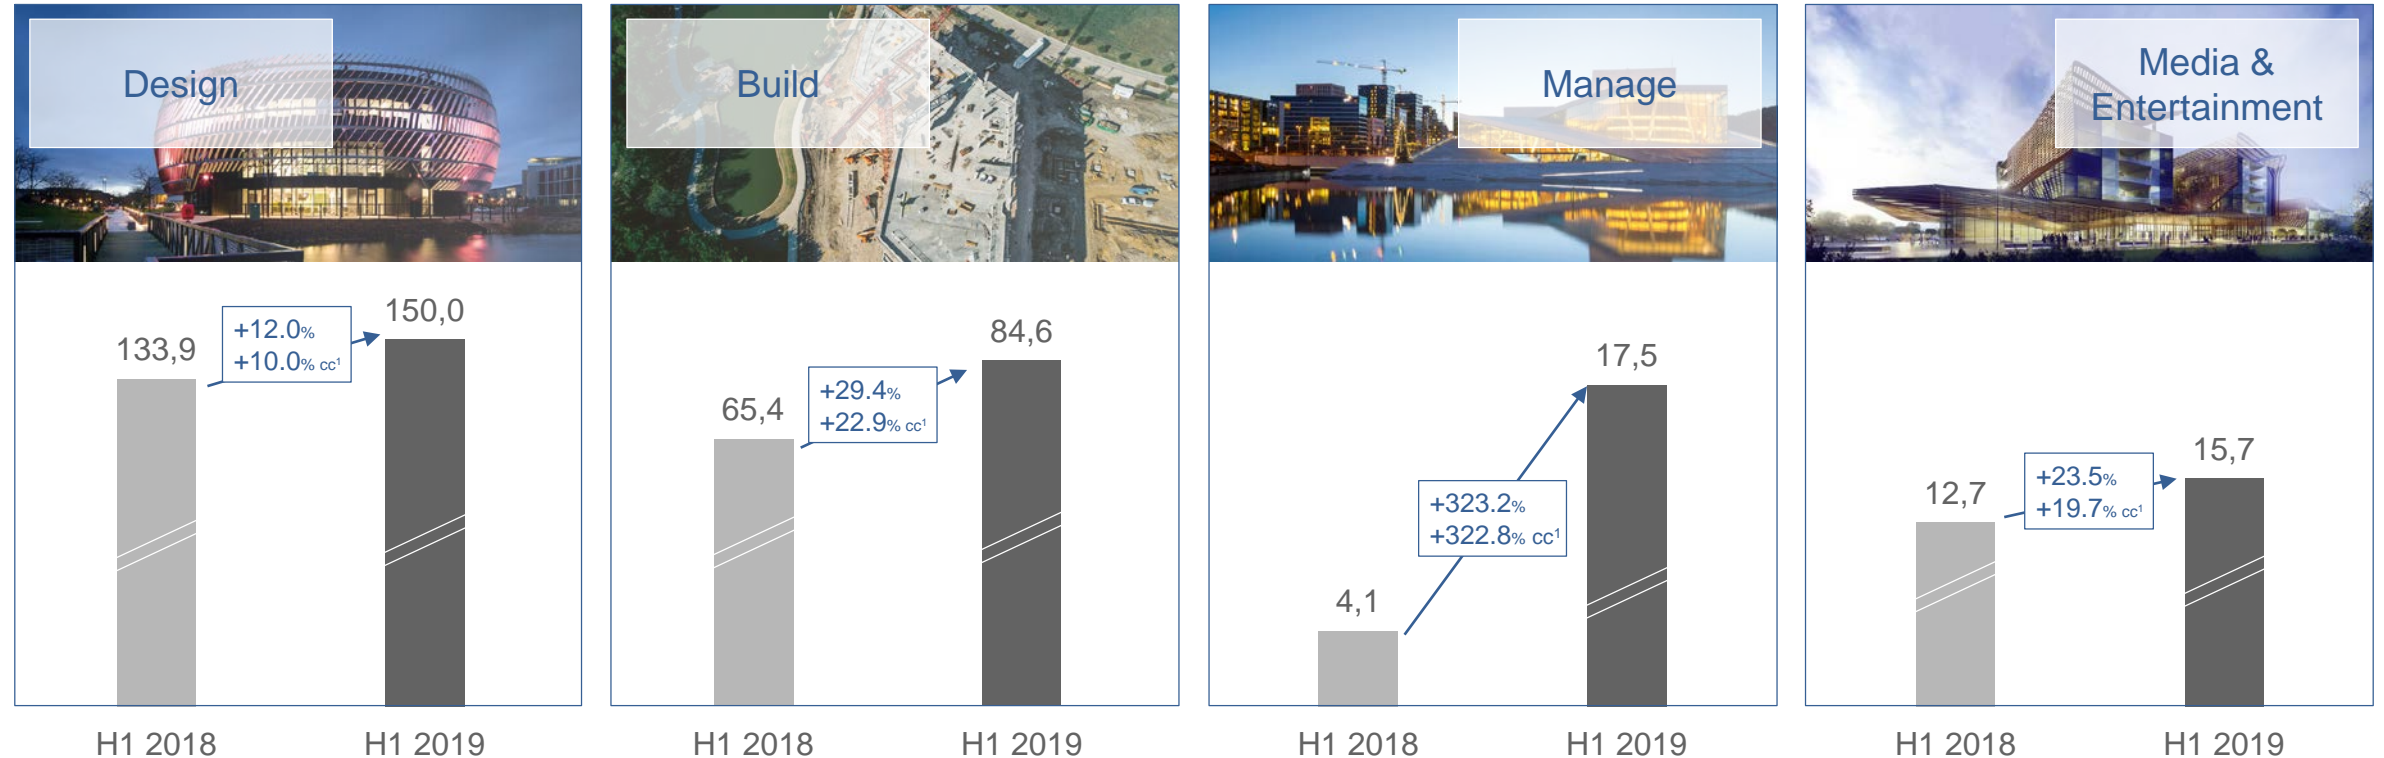 Design
133,9
+12.0%
+10.0% cc¹
150,0
H1 2018
H1 2019
Build
65,4
+29.4%
+22.9% cc¹
84,6
H1 2018
H1 2019
Manage
4,1
+323.2%
+322.8% cc¹
17,5
H1 2018
H1 2019
Media &
Entertainment
12,7
+23.5%
+19.7% cc¹
15,7
H1 2018
H1 2019